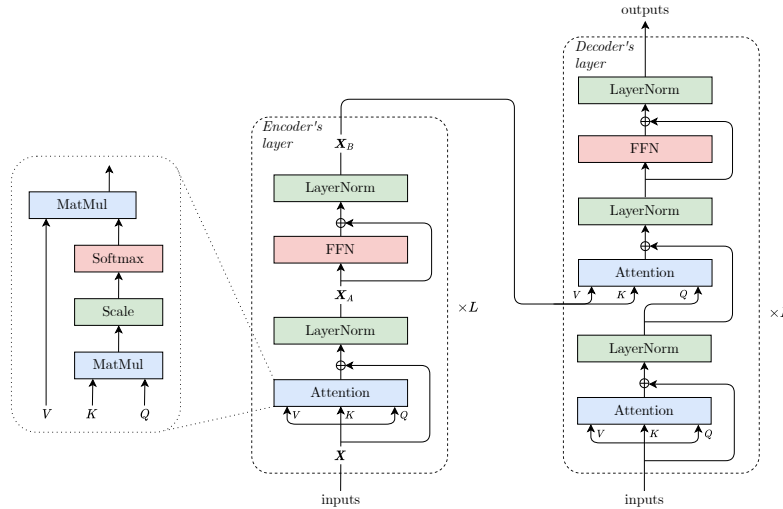 MatMul
Softmax
Scale
MatMul
V
K
Q
Encoder's
layer
X_B
LayerNorm
FFN
X_A
LayerNorm
Attention
V
K
Q
X
inputs
×L
outputs
Decoder's
layer
LayerNorm
FFN
LayerNorm
Attention
V
K
Q
LayerNorm
Attention
V
K
Q
inputs